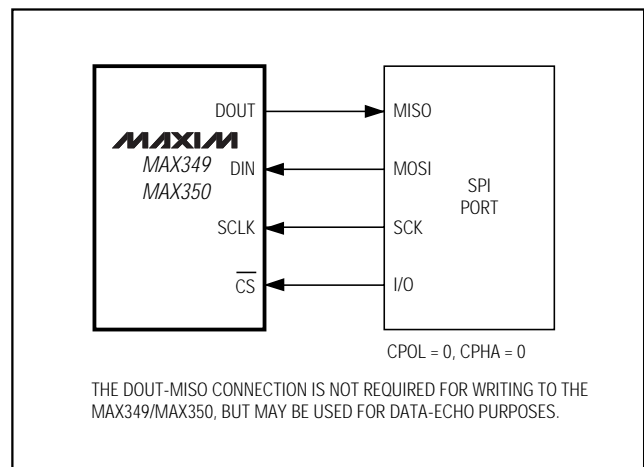 DOUT
MISO
MAXIM
MAX349
MAX350
DIN
MOSI
SPI
PORT
SCLK
SCK
CS
I/O
CPOL = 0, CPHA = 0
THE DOUT-MISO CONNECTION IS NOT REQUIRED FOR WRITING TO THE
MAX349/MAX350, BUT MAY BE USED FOR DATA-ECHO PURPOSES.